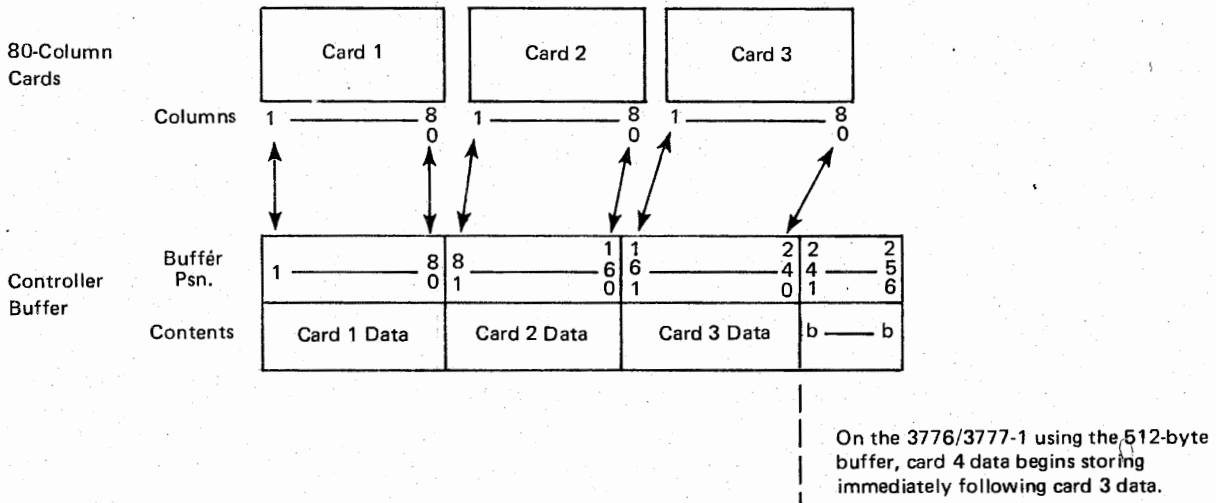 80-Column
Cards
Card 1
Card 2
Card 3
Columns
1 80
1 80
1 80
Controller
Buffer
Buffer
Psn.
1 80
81 160
161 240
241 256
Contents
Card 1 Data
Card 2 Data
Card 3 Data
b b
On the 3776/3777-1 using the 512-byte
buffer, card 4 data begins storing
immediately following card 3 data.